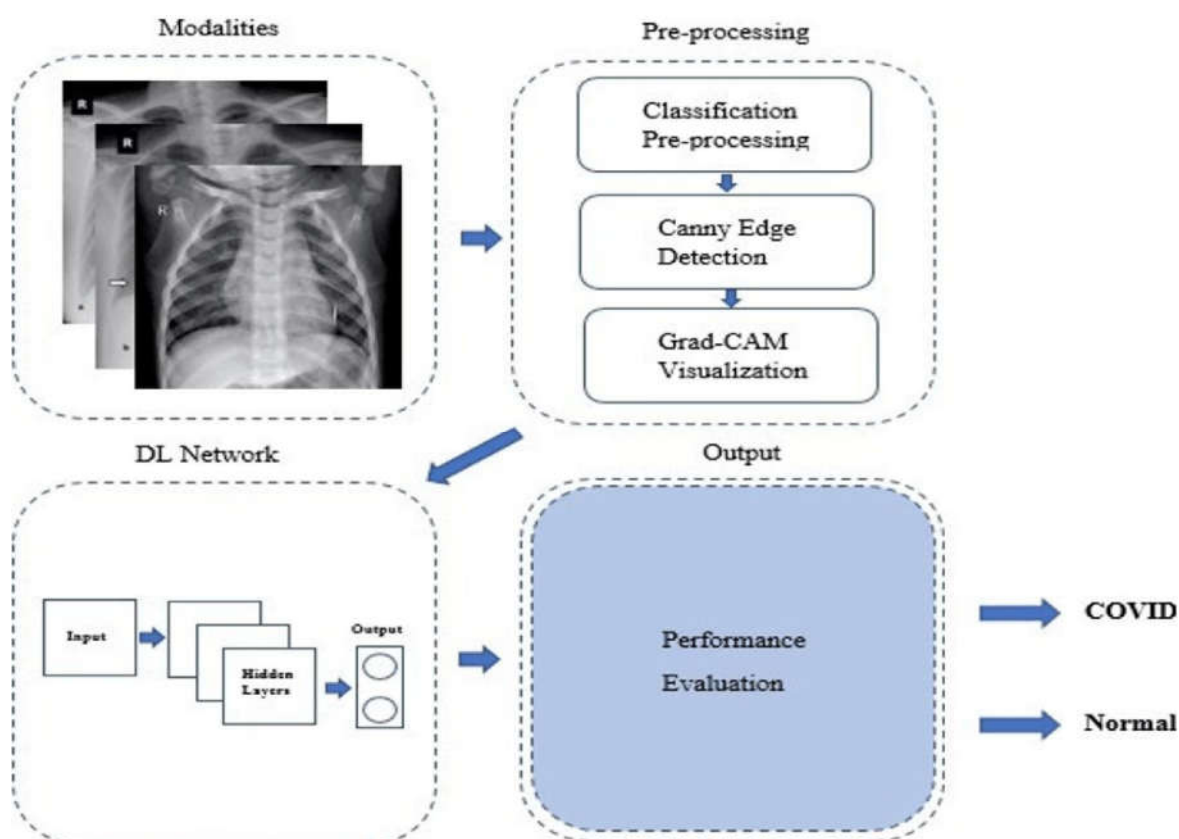 Modalities
Pre-processing
R
R
R
Classification
Pre-processing
Canny Edge
Detection
Grad-CAM
Visualization
DL Network
Output
Input
Hidden
Layers
Output
Performance
Evaluation
COVID
Normal